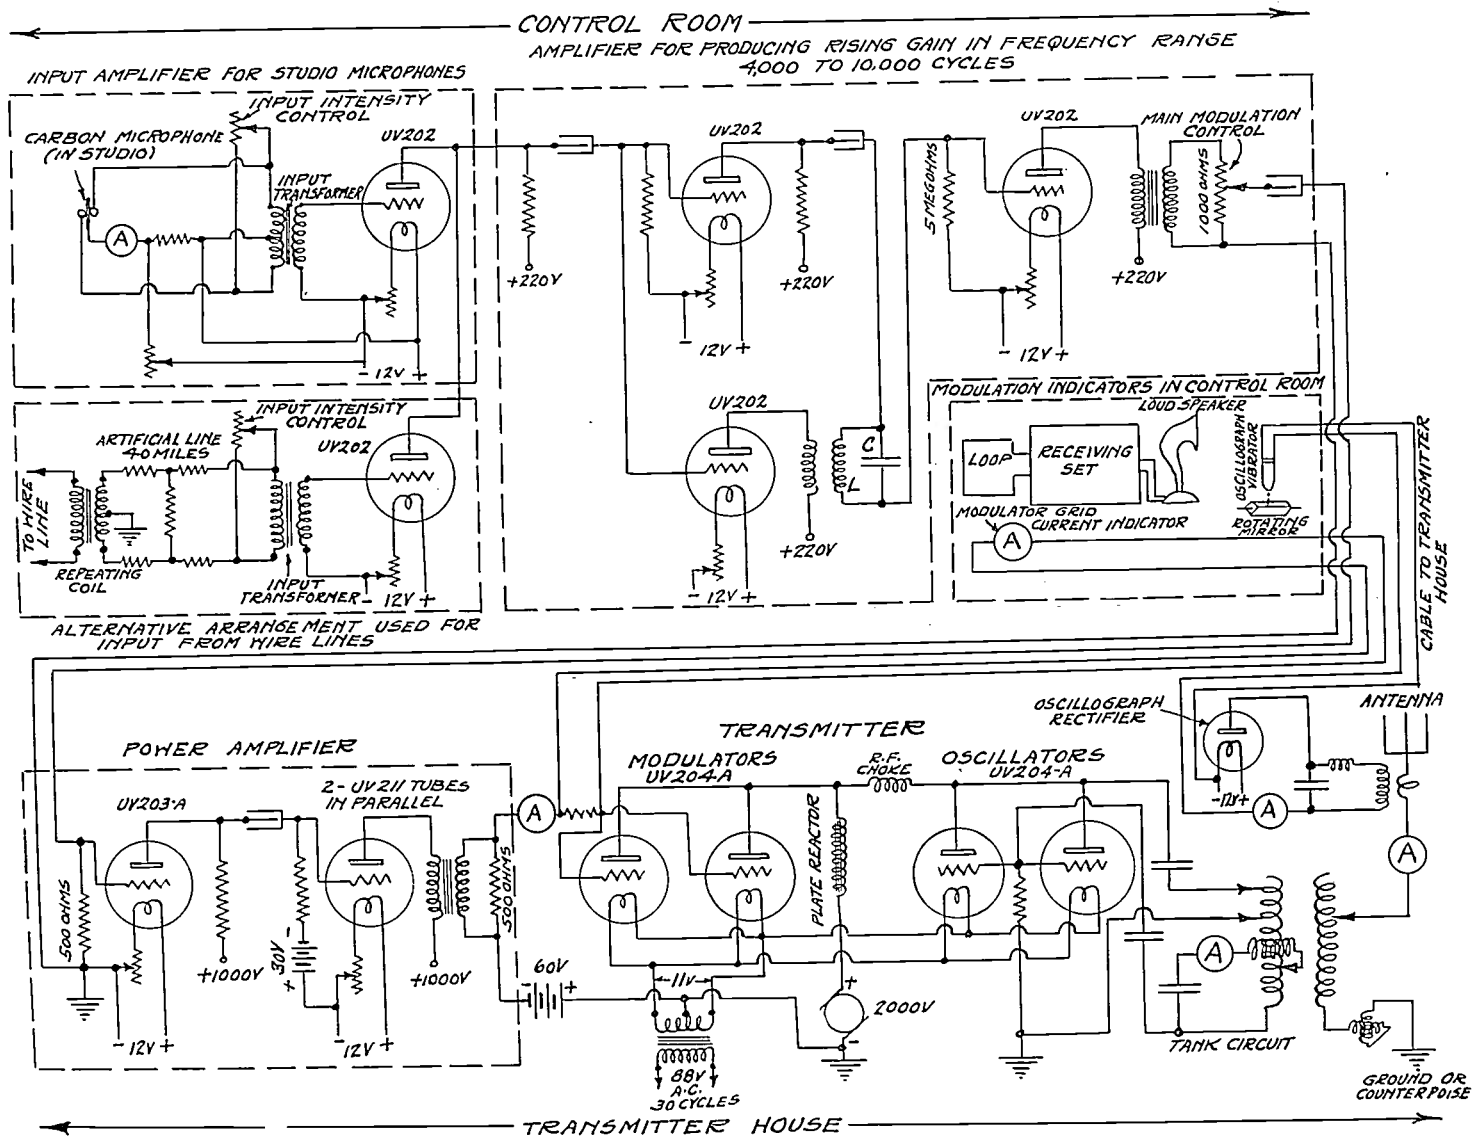 CONTROL ROOM
AMPLIFIER FOR PRODUCING RISING GAIN IN FREQUENCY RANGE
4,000 TO 10,000 CYCLES
INPUT AMPLIFIER FOR STUDIO MICROPHONES
INPUT INTENSITY
CONTROL
CARBON MICROPHONE
(IN STUDIO)
UV202
INPUT
TRANSFORMER
A
- 12V +
+220V
UV202
+220V
- 12V +
5 MEGOHMS
UV202
MAIN MODULATION
CONTROL
1000 OHMS
+220V
- 12V +
INPUT INTENSITY
CONTROL
UV202
ARTIFICIAL LINE
40 MILES
TO WIRE
LINE
REPEATING
COIL
INPUT
TRANSFORMER
- 12V +
ALTERNATIVE ARRANGEMENT USED FOR
INPUT FROM WIRE LINES
UV202
C
L
+220V
- 12V +
MODULATION INDICATORS IN CONTROL ROOM
LOUD SPEAKER
LOOP
RECEIVING
SET
OSCILLOGRAPH
VIBRATOR
ROTATING
MIRROR
MODULATOR GRID
CURRENT INDICATOR
A
CABLE TO TRANSMITTER
HOUSE
POWER AMPLIFIER
UV203-A
2-UV211 TUBES
IN PARALLEL
500 OHMS
- 12V +
+1000V
- 30V +
- 12V +
+1000V
500 OHMS
A
- 60V +
TRANSMITTER
MODULATORS
UV204-A
R.F.
CHOKE
OSCILLATORS
UV204-A
PLATE REACTOR
11V
88V
A.C.
30 CYCLES
+
2000V
-
OSCILLOGRAPH
RECTIFIER
- 12V +
A
ANTENNA
A
A
TANK CIRCUIT
GROUND OR
COUNTERPOISE
TRANSMITTER HOUSE